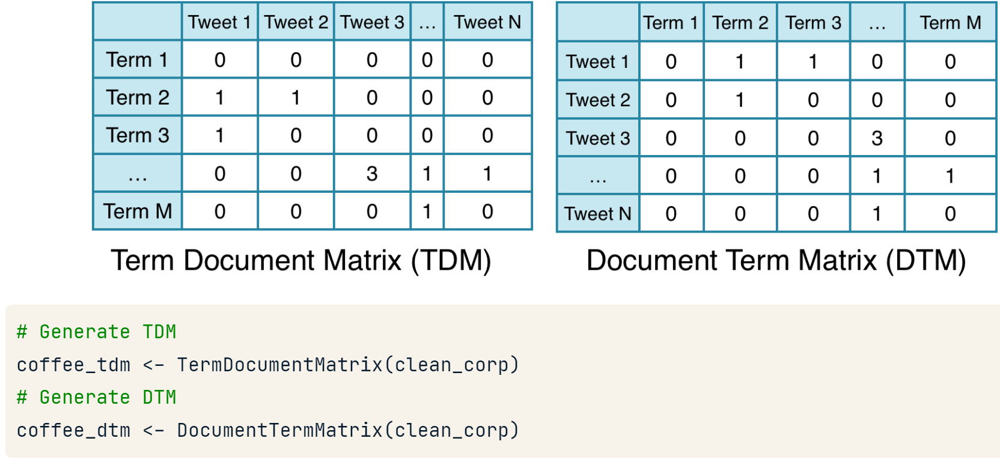 Tweet 1 Tweet 2 Tweet 3 ... Tweet N
Term 1 0 0 0 0 0
Term 2 1 1 0 0 0
Term 3 1 0 0 0 0
... 0 0 3 1 1
Term M 0 0 0 1 0
Term Document Matrix (TDM)
Term 1 Term 2 Term 3 ... Term M
Tweet 1 0 1 1 0 0
Tweet 2 0 1 0 0 0
Tweet 3 0 0 0 3 0
... 0 0 0 1 1
Tweet N 0 0 0 1 0
Document Term Matrix (DTM)
# Generate TDM
coffee_tdm <- TermDocumentMatrix(clean_corp)
# Generate DTM
coffee_dtm <- DocumentTermMatrix(clean_corp)